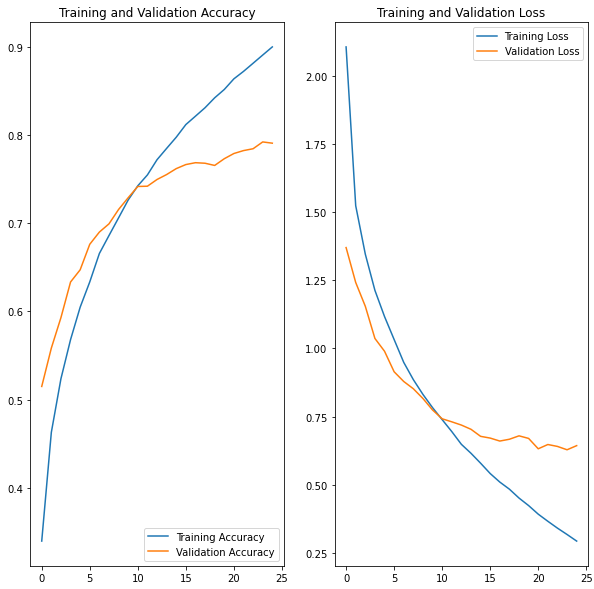 Training and Validation Accuracy
0.9
0.8
0.7
0.6
0.5
0.4
0 5 10 15 20 25
Training Accuracy
Validation Accuracy
Training and Validation Loss
2.00
1.75
1.50
1.25
1.00
0.75
0.50
0.25
0 5 10 15 20 25
Training Loss
Validation Loss